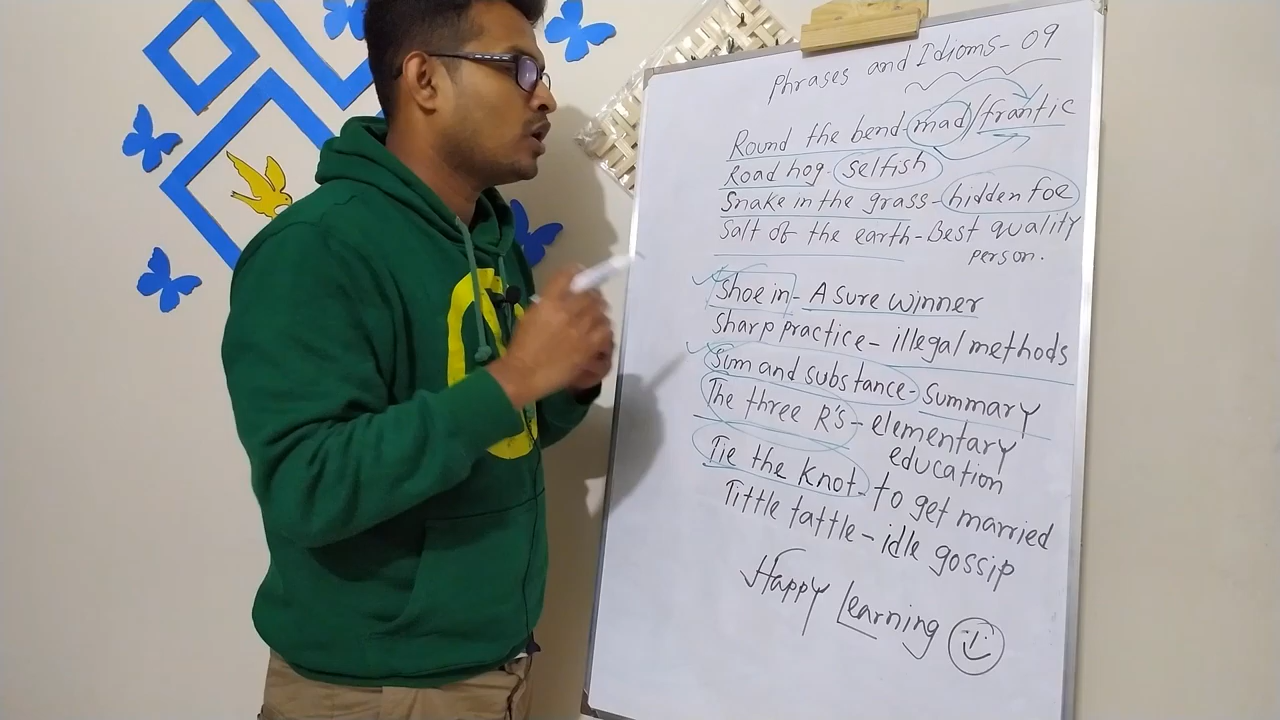 Phrases and Idioms-09
Round the bend mad/frantic
Road hog. selfish
Snake in the grass-hidden foe
Salt of the earth-Best quality
person.
Shoe in-A sure winner
Sharp practice-illegal methods
Sum and substance-Summary
The three R's-elementary
education
Tie the knot-to get married
Tittle tattle-idle gossip
Happy Learning